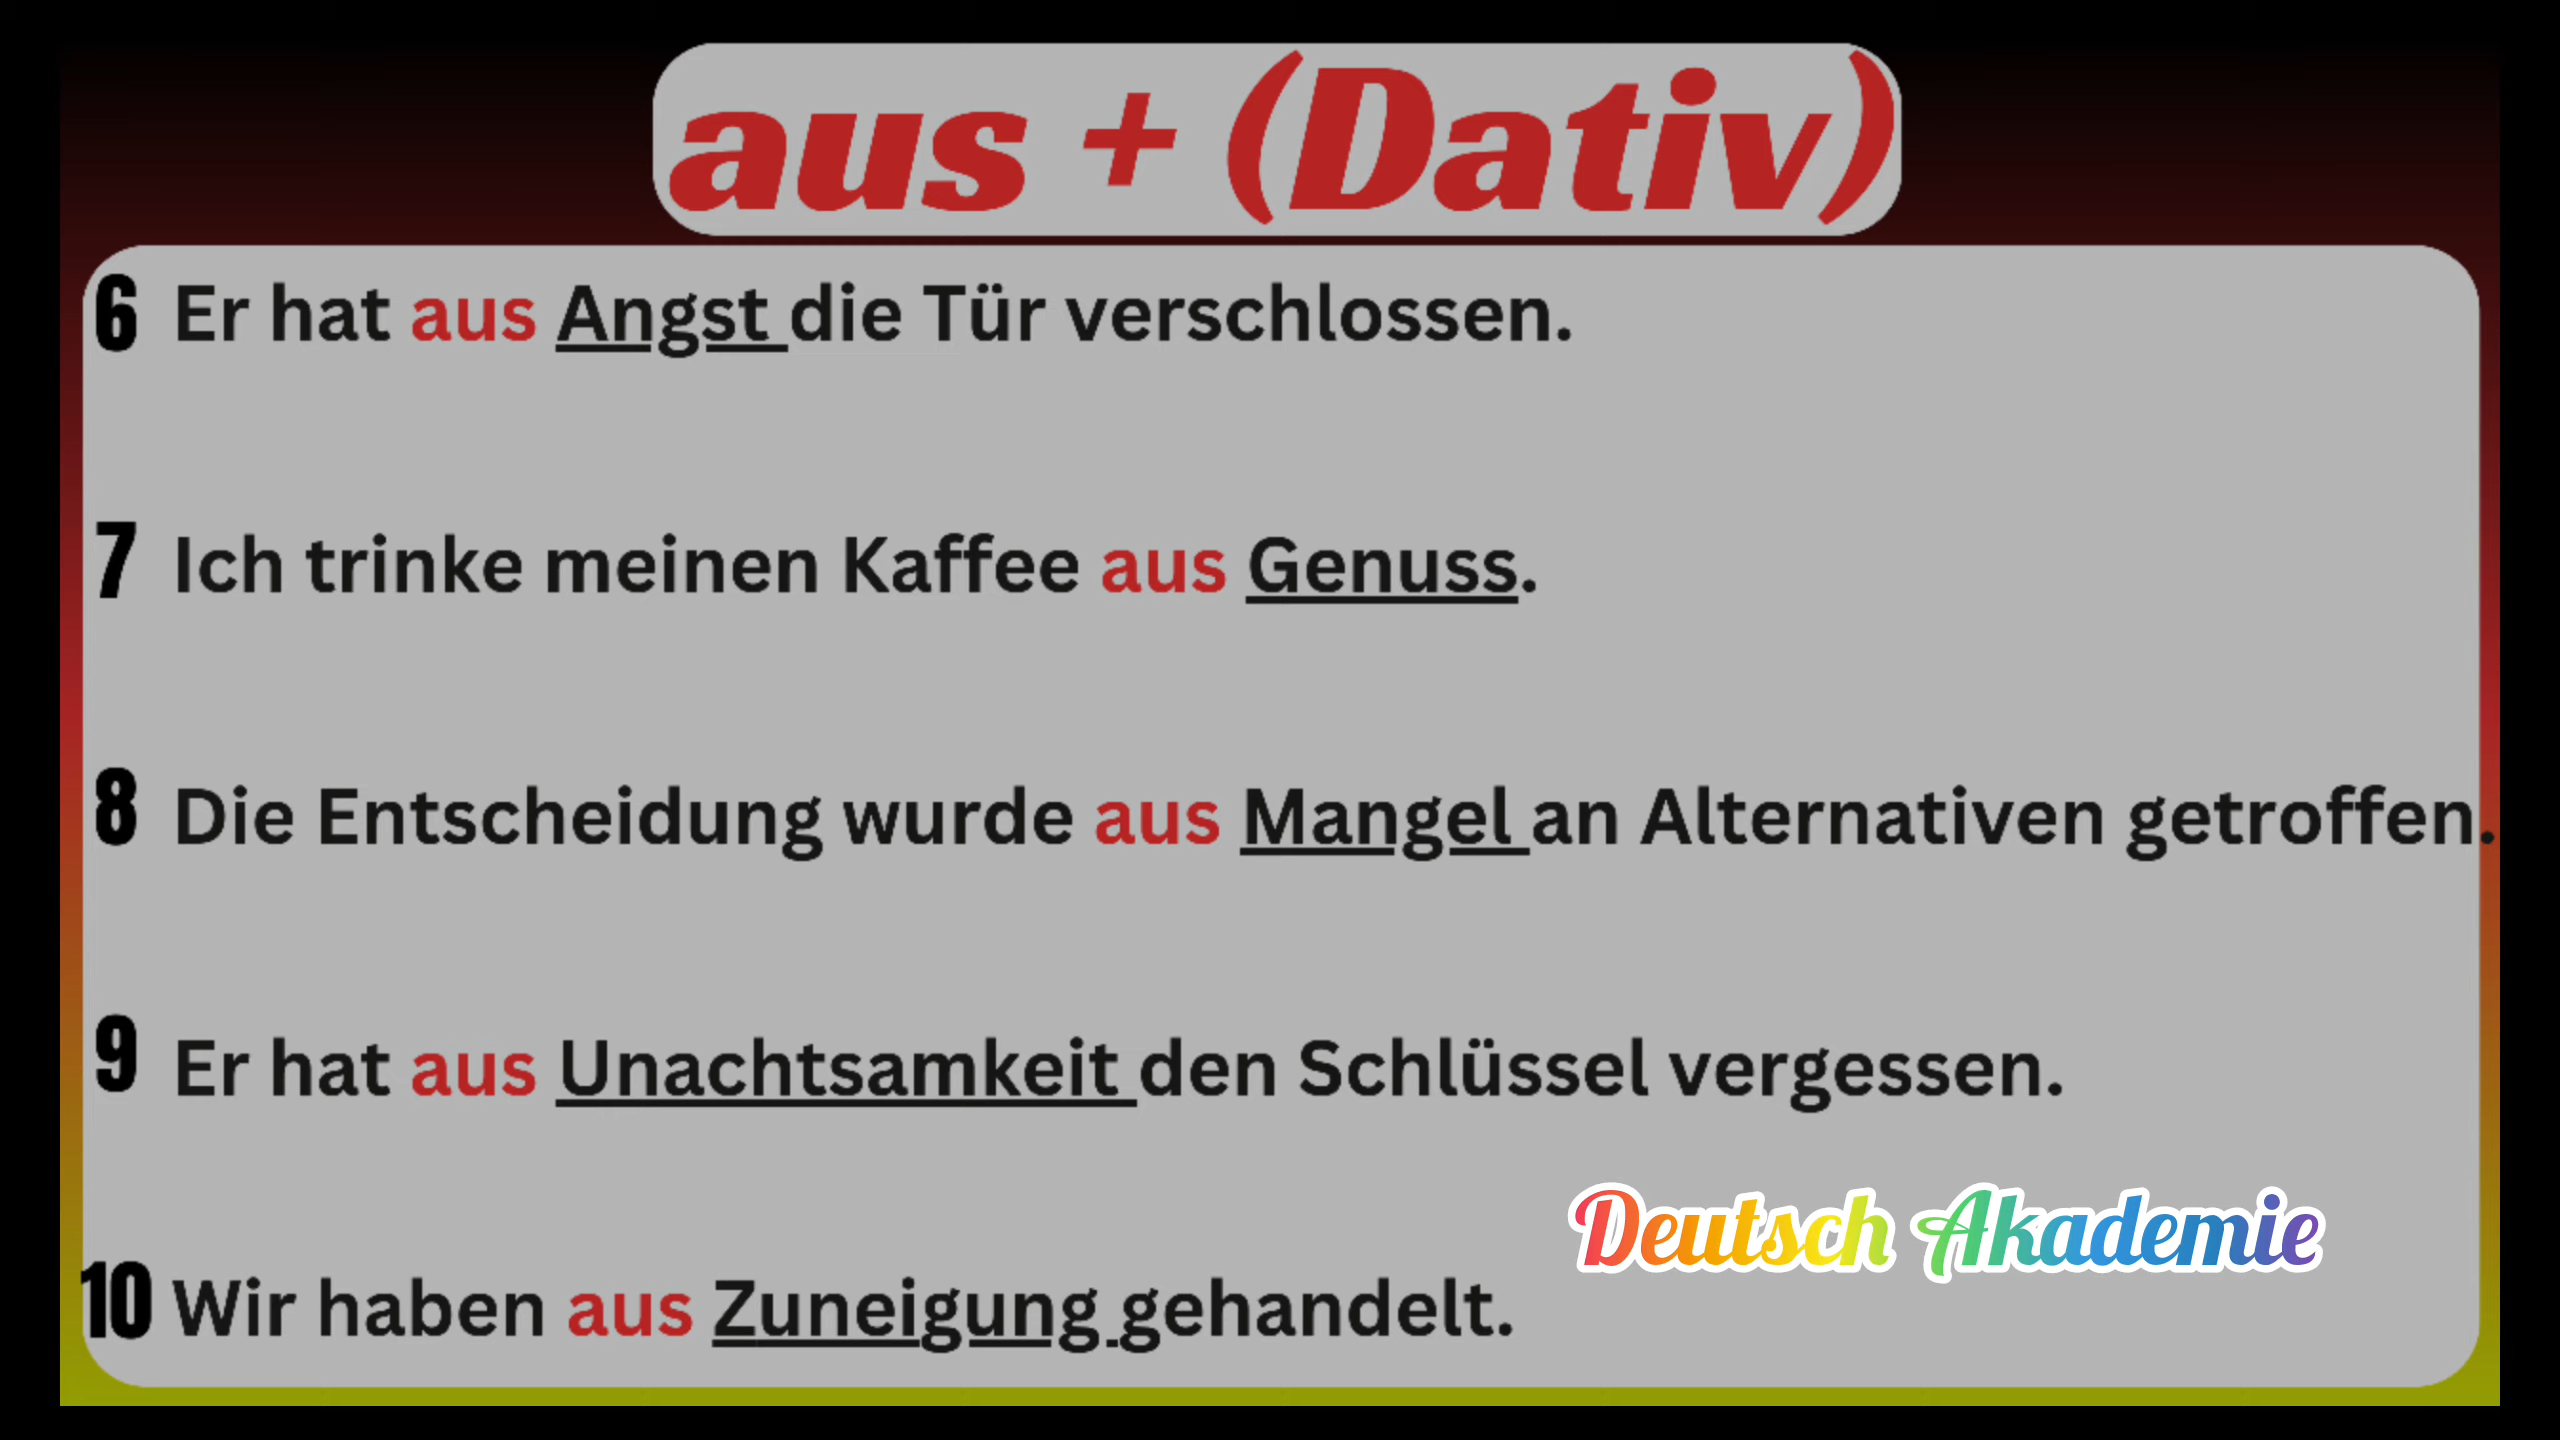 aus + (Dativ)
6 Er hat aus Angst die Tür verschlossen.
7 Ich trinke meinen Kaffee aus Genuss.
8 Die Entscheidung wurde aus Mangel an Alternativen getroffen.
9 Er hat aus Unachtsamkeit den Schlüssel vergessen.
Deutsch Akademie
10 Wir haben aus Zuneigung gehandelt.